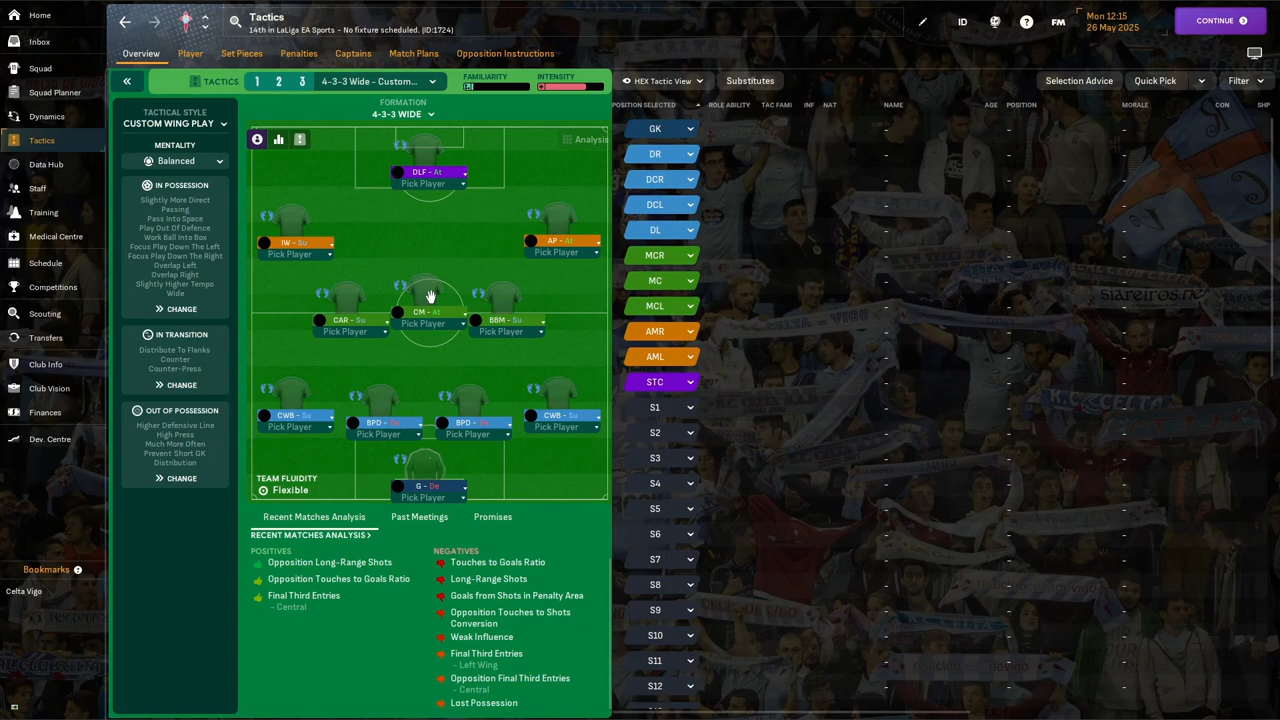 Home
Inbox
Squad
Squad Planner
Dynamics
Tactics
Data Hub
Staff
Training
Medical Centre
Schedule
Competitions
Scouting
Transfers
Club Info
Club Vision
Finances
Dev. Centre
Bookmarks
Celta Vigo
Tactics
14th in LaLiga EA Sports - No fixture scheduled. (ID:1724)
ID
FM
Mon 12:15
26 May 2025
CONTINUE
Overview
Player
Set Pieces
Penalties
Captains
Match Plans
Opposition Instructions
TACTICS
1
2
3
4-3-3 Wide - Custom...
FAMILIARITY
INTENSITY
TACTICAL STYLE
CUSTOM WING PLAY
MENTALITY
Balanced
IN POSSESSION
Slightly More Direct
Passing
Pass Into Space
Play Out Of Defence
Work Ball Into Box
Focus Play Down The Left
Focus Play Down The Right
Overlap Left
Overlap Right
Slightly Higher Tempo
Wide
CHANGE
IN TRANSITION
Distribute To Flanks
Counter
Counter-Press
CHANGE
OUT OF POSSESSION
Higher Defensive Line
High Press
Much More Often
Prevent Short GK
Distribution
CHANGE
FORMATION
4-3-3 WIDE
Analysis
DLF - At
Pick Player
IW - Su
Pick Player
AP - At
Pick Player
CAR - Su
Pick Player
CM - At
Pick Player
BBM - Su
Pick Player
CWB - Su
Pick Player
BPD - De
Pick Player
BPD - De
Pick Player
CWB - Su
Pick Player
G - De
Pick Player
TEAM FLUIDITY
Flexible
Recent Matches Analysis
Past Meetings
Promises
RECENT MATCHES ANALYSIS >
POSITIVES
Opposition Long-Range Shots
Opposition Touches to Goals Ratio
Final Third Entries
- Central
NEGATIVES
Touches to Goals Ratio
Long-Range Shots
Goals from Shots in Penalty Area
Opposition Touches to Shots
Conversion
Weak Influence
Final Third Entries
- Left Wing
Opposition Final Third Entries
- Central
Lost Possession
HEX Tactic View
Substitutes
Selection Advice
Quick Pick
Filter
POSITION SELECTED
ROLE ABILITY
TAC FAMI
INF
NAT
NAME
AGE
POSITION
MORALE
CON
SHP
GK
DR
DCR
DCL
DL
MCR
MC
MCL
AMR
AML
STC
S1
S2
S3
S4
S5
S6
S7
S8
S9
S10
S11
S12